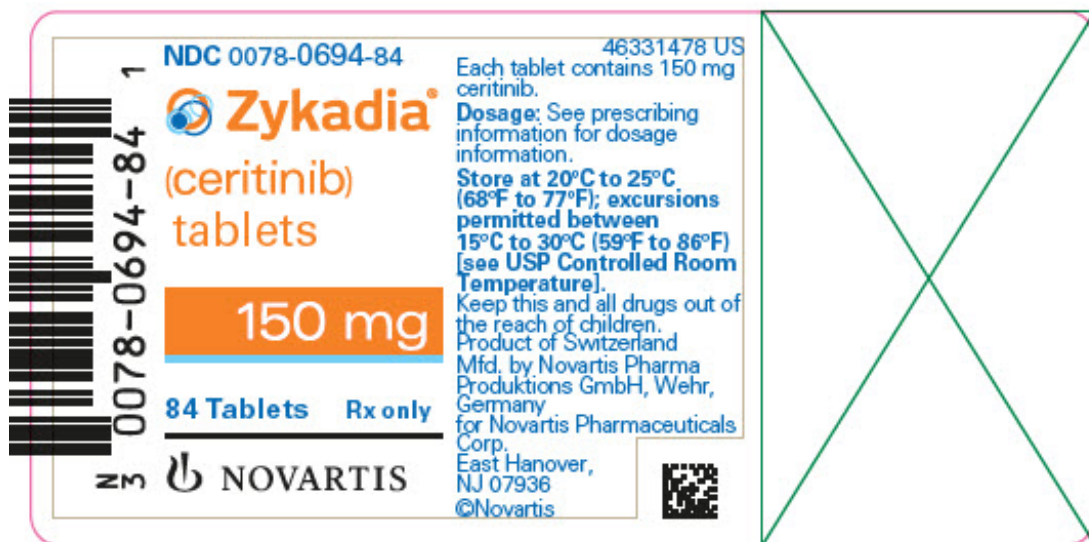 NDC 0078-0694-84
Zykadia®
(ceritinib)
tablets
150 mg
84 Tablets Rx only
NOVARTIS
N
3
0078-0694-84
1
46331478 US
Each tablet contains 150 mg
ceritinib.
Dosage: See prescribing
information for dosage
information.
Store at 20°C to 25°C
(68°F to 77°F); excursions
permitted between
15°C to 30°C (59°F to 86°F)
[see USP Controlled Room
Temperature].
Keep this and all drugs out of
the reach of children.
Product of Switzerland
Mfd. by Novartis Pharma
Produktions GmbH, Wehr,
Germany
for Novartis Pharmaceuticals
Corp.
East Hanover,
NJ 07936
©Novartis